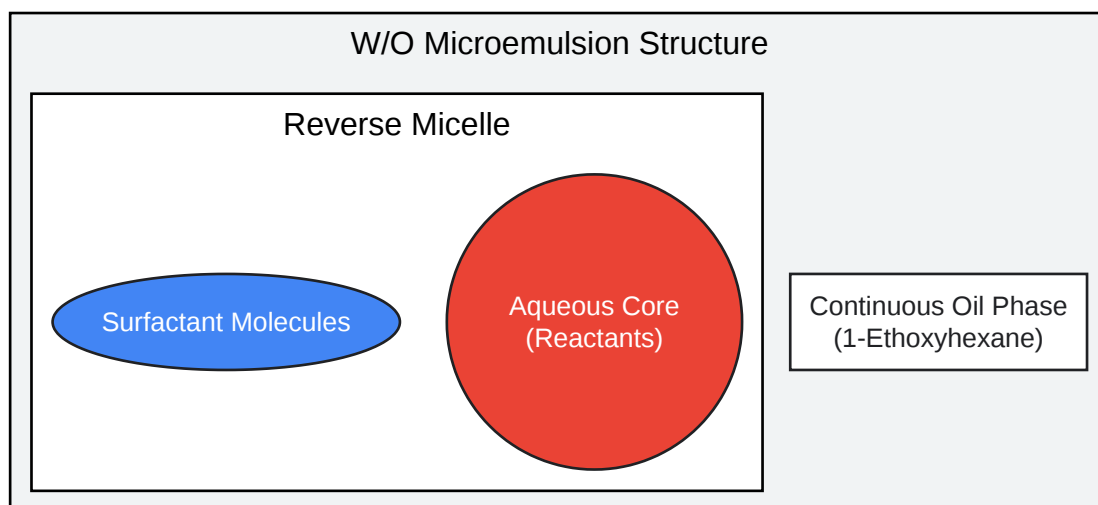 W/O Microemulsion Structure
Reverse Micelle
Surfactant Molecules
Aqueous Core
(Reactants)
Continuous Oil Phase
(1-Ethoxyhexane)